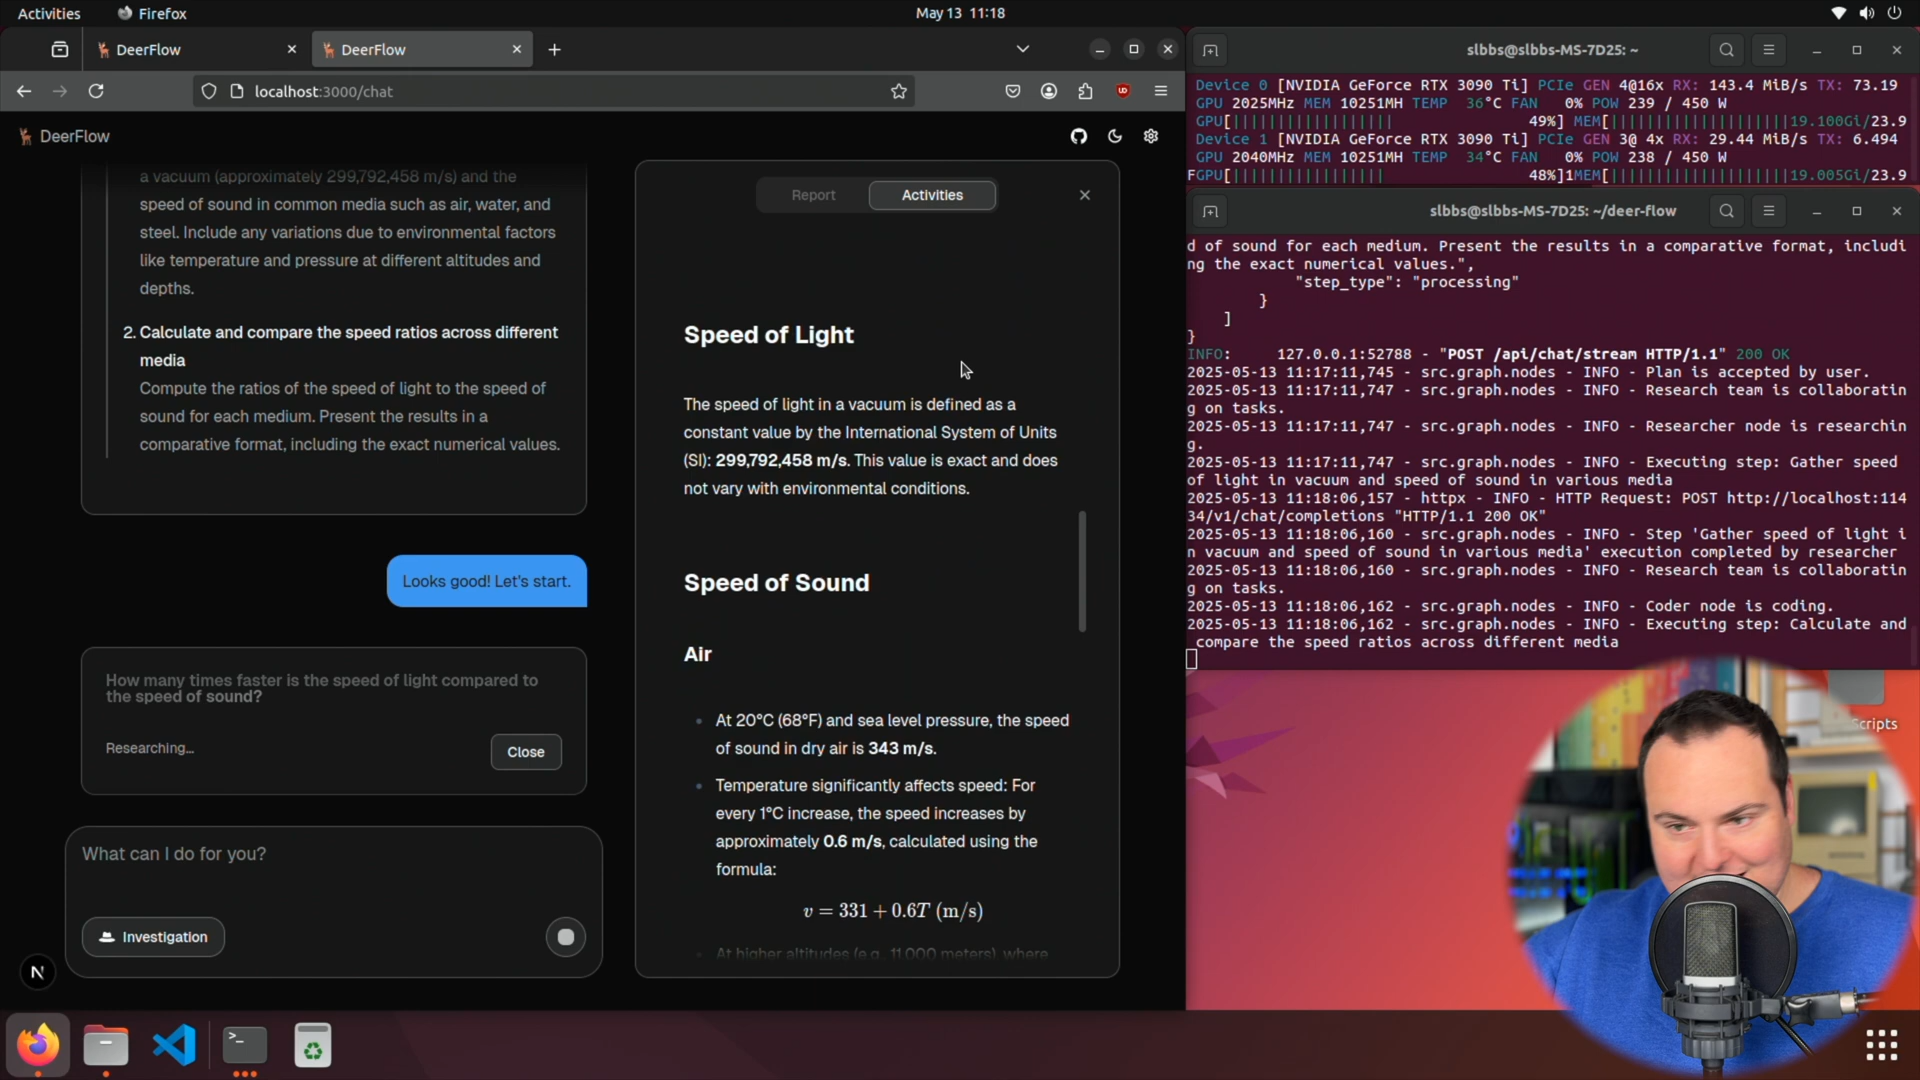 Activities
Firefox
May 13 11:18
DeerFlow
DeerFlow
localhost:3000/chat
DeerFlow
a vacuum (approximately 299,792,458 m/s) and the
speed of sound in common media such as air, water, and
steel. Include any variations due to environmental factors
like temperature and pressure at different altitudes and
depths.
2. Calculate and compare the speed ratios across different
media
Compute the ratios of the speed of light to the speed of
sound for each medium. Present the results in a
comparative format, including the exact numerical values.
Looks good! Let's start.
How many times faster is the speed of light compared to
the speed of sound?
Researching...
Close
What can I do for you?
Investigation
N
Report
Activities
Speed of Light
The speed of light in a vacuum is defined as a
constant value by the International System of Units
(SI): 299,792,458 m/s. This value is exact and does
not vary with environmental conditions.
Speed of Sound
Air
• At 20°C (68°F) and sea level pressure, the speed
of sound in dry air is 343 m/s.
• Temperature significantly affects speed: For
every 1°C increase, the speed increases by
approximately 0.6 m/s, calculated using the
formula:
v = 331 + 0.6T (m/s)
• At higher altitudes (e.g., 11,000 meters), where
slbbs@slbbs-MS-7D25: ~
Device 0 [NVIDIA GeForce RTX 3090 Ti] PCIe GEN 4@16x RX: 143.4 MiB/s TX: 73.19
GPU 2025MHz MEM 10251MH TEMP 36°C FAN 0% POW 239 / 450 W
GPU[||||||||||||||||||| 49%] MEM[||||||||||||||||||||19.100Gi/23.9
Device 1 [NVIDIA GeForce RTX 3090 Ti] PCIe GEN 3@ 4x RX: 29.44 MiB/s TX: 6.494
GPU 2040MHz MEM 10251MH TEMP 34°C FAN 0% POW 238 / 450 W
FGPU[|||||||||||||||||| 48%]1MEM[||||||||||||||||||||19.005Gi/23.9
slbbs@slbbs-MS-7D25: ~/deer-flow
d of sound for each medium. Present the results in a comparative format, includi
ng the exact numerical values.",
"step_type": "processing"
}
]
}
INFO: 127.0.0.1:52788 - "POST /api/chat/stream HTTP/1.1" 200 OK
2025-05-13 11:17:11,745 - src.graph.nodes - INFO - Plan is accepted by user.
2025-05-13 11:17:11,747 - src.graph.nodes - INFO - Research team is collaboratin
g on tasks.
2025-05-13 11:17:11,747 - src.graph.nodes - INFO - Researcher node is researchin
g.
2025-05-13 11:17:11,747 - src.graph.nodes - INFO - Executing step: Gather speed
of light in vacuum and speed of sound in various media
2025-05-13 11:18:06,157 - httpx - INFO - HTTP Request: POST http://localhost:114
34/v1/chat/completions "HTTP/1.1 200 OK"
2025-05-13 11:18:06,160 - src.graph.nodes - INFO - Step 'Gather speed of light i
n vacuum and speed of sound in various media' execution completed by researcher
2025-05-13 11:18:06,160 - src.graph.nodes - INFO - Research team is collaboratin
g on tasks.
2025-05-13 11:18:06,162 - src.graph.nodes - INFO - Coder node is coding.
2025-05-13 11:18:06,162 - src.graph.nodes - INFO - Executing step: Calculate and
compare the speed ratios across different media
Scripts